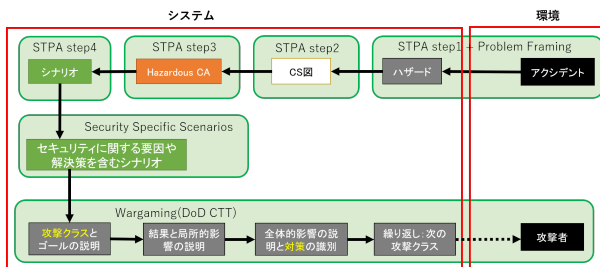 システム
環境
STPA step4
STPA step3
STPA step2
STPA step1 + Problem Framing
シナリオ
Hazardous CA
CS図
ハザード
アクシデント
Security Specific Scenarios
セキュリティに関する要因や
解決策を含むシナリオ
Wargaming(DoD CTT)
攻撃クラスと
ゴールの説明
結果と局所的影
響の説明
全体的影響の説
明と対策の識別
繰り返し:次の
攻撃クラス
攻撃者